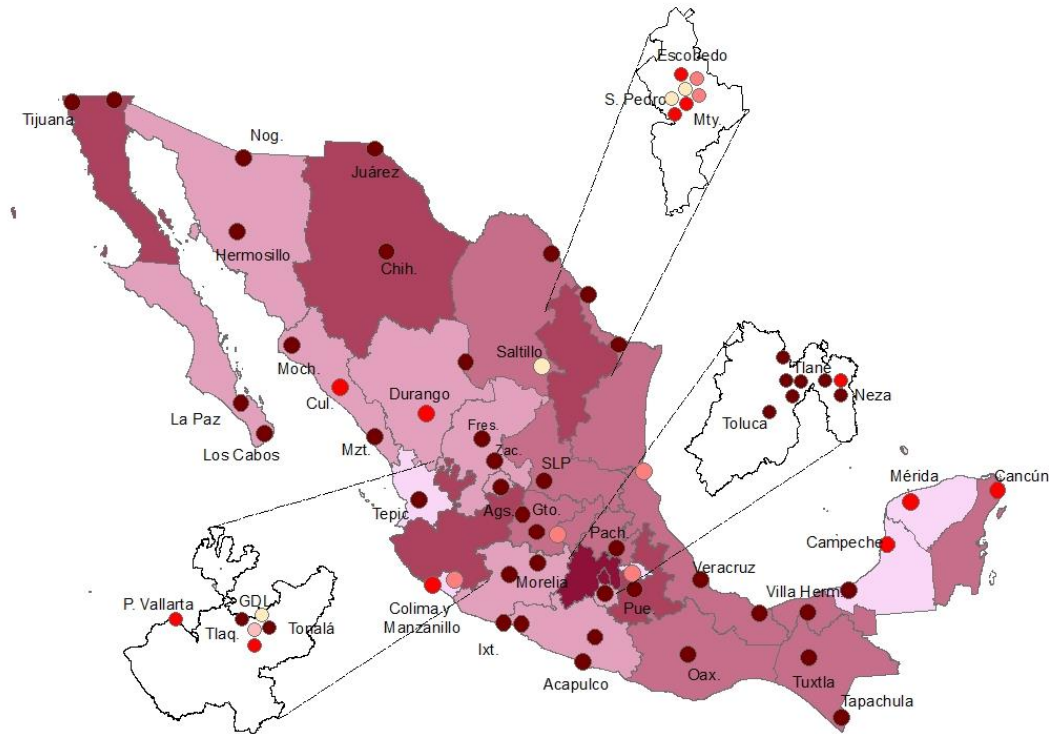 Escobedo
S. Pedro
Mty.
Tijuana
Nog.
Juárez
Hermosillo
Chih.
Saltillo
Moch.
Cul.
Durango
La Paz
Los Cabos
Mzt.
Fres.
Zac.
SLP
Tlane
Neza
Toluca
Mérida
Cancún
Tepic
Ags.
Gto.
Pach.
Campeche
Morelia
Veracruz
Villa Herm.
P. Vallarta
GDL
Tlaq.
Tonalá
Colima y
Manzanillo
Pue.
Ixt.
Acapulco
Oax.
Tuxtla
Tapachula